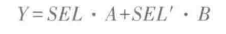 Y=SEL · A+SEL′ · B